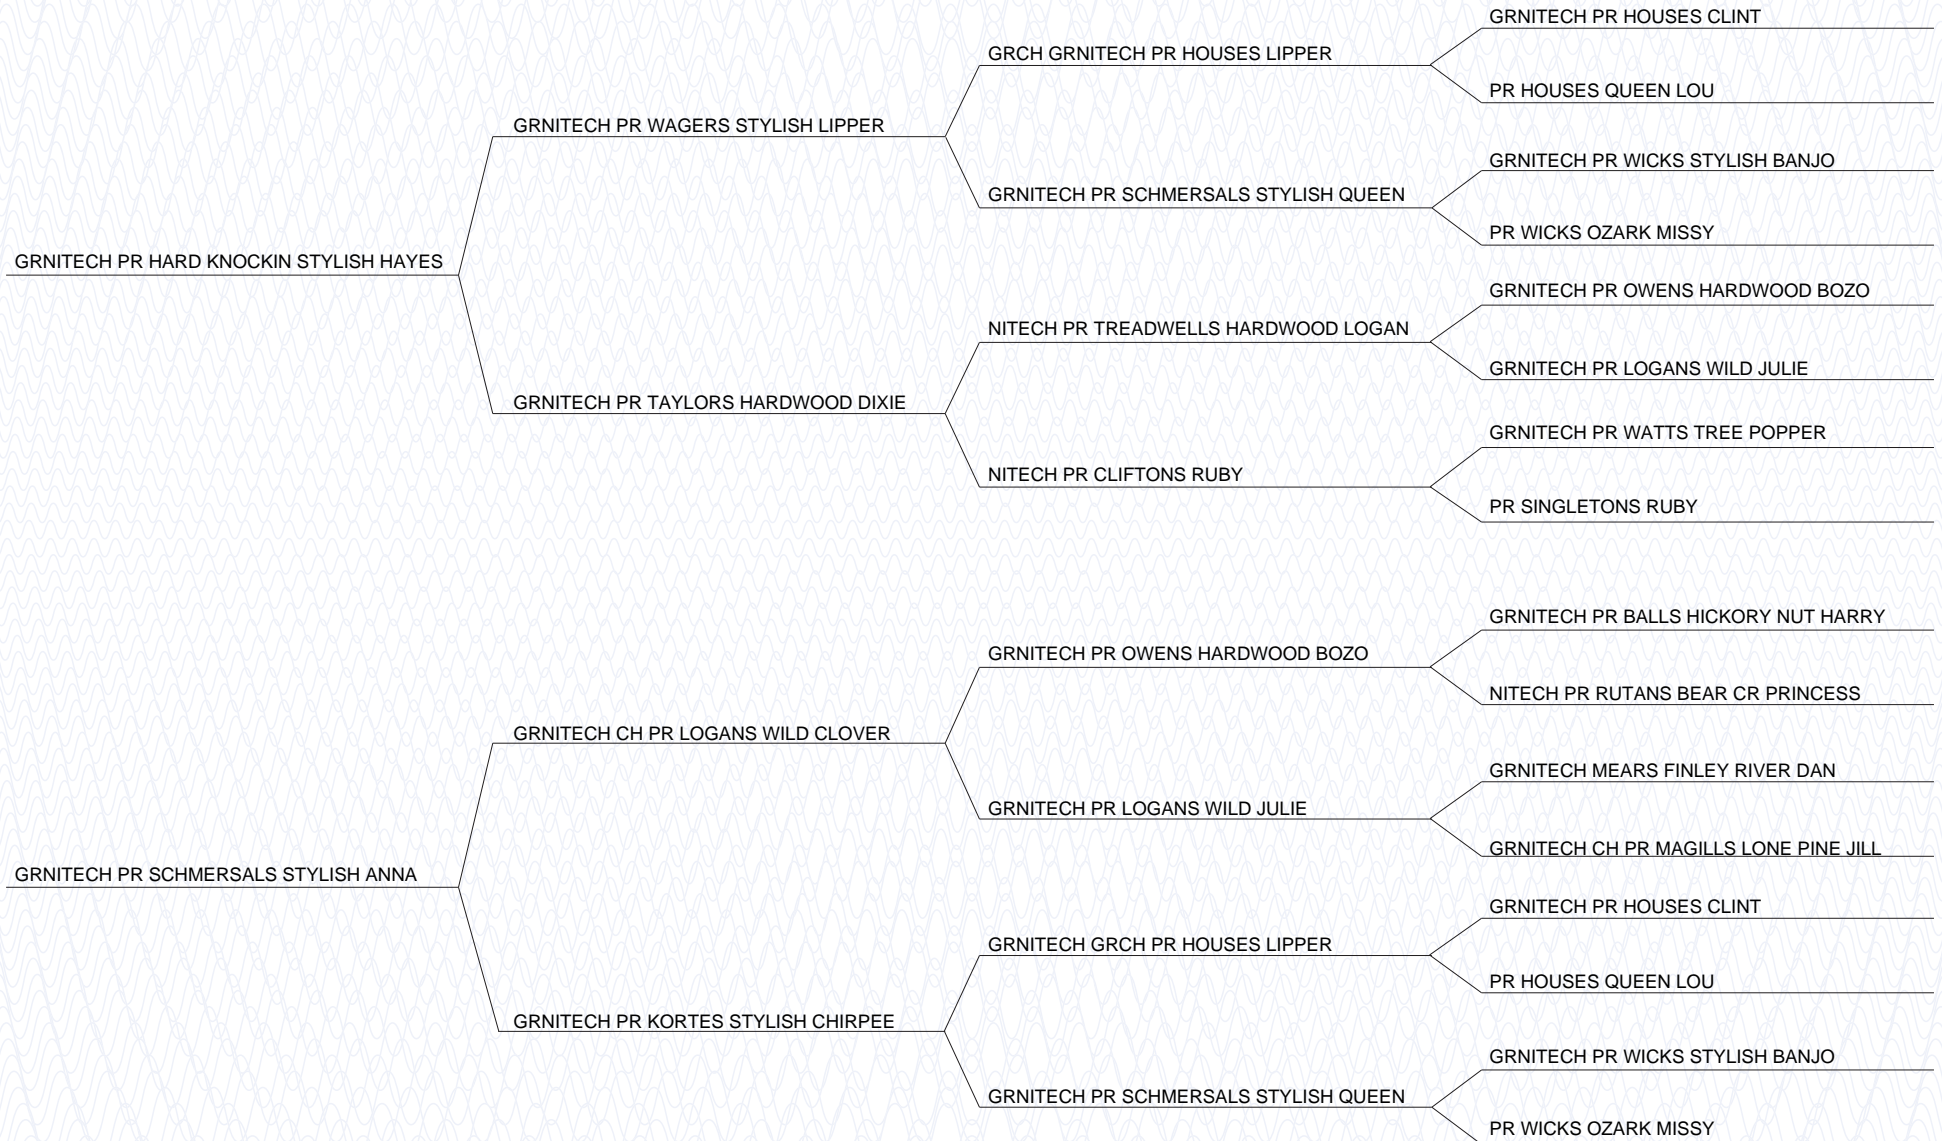 GRNITECH PR HOUSES CLINT
GRCH GRNITECH PR HOUSES LIPPER
PR HOUSES QUEEN LOU
GRNITECH PR WAGERS STYLISH LIPPER
GRNITECH PR WICKS STYLISH BANJO
GRNITECH PR SCHMERSALS STYLISH QUEEN
PR WICKS OZARK MISSY
GRNITECH PR HARD KNOCKIN STYLISH HAYES
GRNITECH PR OWENS HARDWOOD BOZO
NITECH PR TREADWELLS HARDWOOD LOGAN
GRNITECH PR LOGANS WILD JULIE
GRNITECH PR TAYLORS HARDWOOD DIXIE
GRNITECH PR WATTS TREE POPPER
NITECH PR CLIFTONS RUBY
PR SINGLETONS RUBY
GRNITECH PR BALLS HICKORY NUT HARRY
GRNITECH PR OWENS HARDWOOD BOZO
NITECH PR RUTANS BEAR CR PRINCESS
GRNITECH CH PR LOGANS WILD CLOVER
GRNITECH MEARS FINLEY RIVER DAN
GRNITECH PR LOGANS WILD JULIE
GRNITECH CH PR MAGILLS LONE PINE JILL
GRNITECH PR SCHMERSALS STYLISH ANNA
GRNITECH PR HOUSES CLINT
GRNITECH GRCH PR HOUSES LIPPER
PR HOUSES QUEEN LOU
GRNITECH PR KORTES STYLISH CHIRPEE
GRNITECH PR WICKS STYLISH BANJO
GRNITECH PR SCHMERSALS STYLISH QUEEN
PR WICKS OZARK MISSY